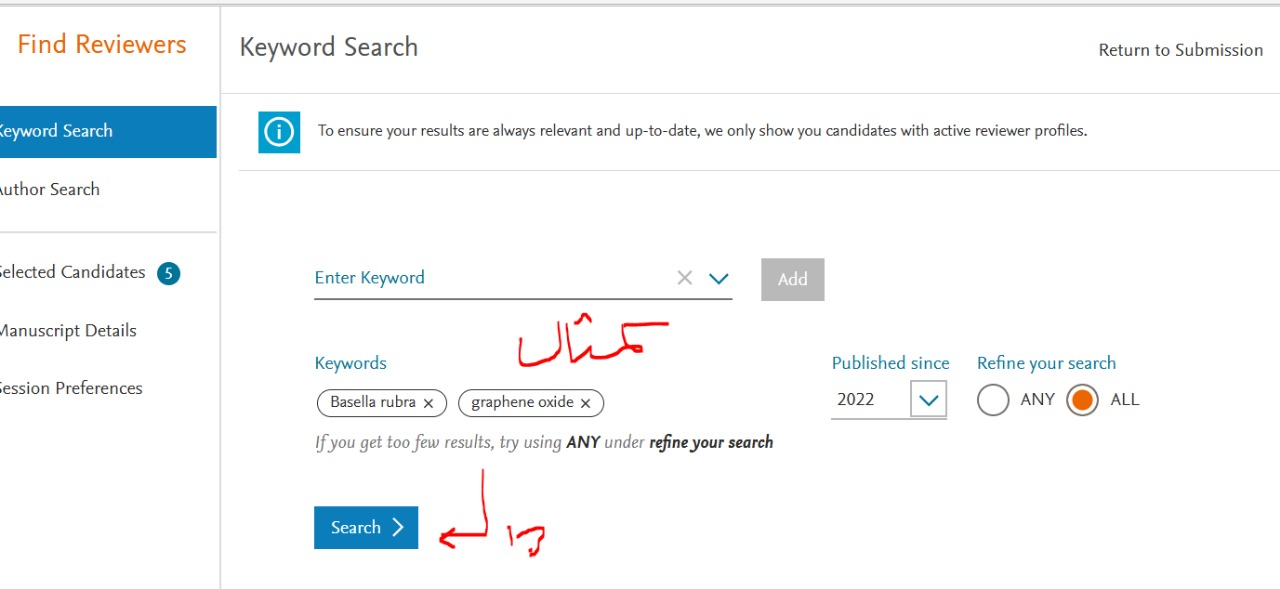 Find Reviewers
Keyword Search
Return to Submission
Keyword Search
To ensure your results are always relevant and up-to-date, we only show you candidates with active reviewer profiles.
Author Search
Selected Candidates 5
Manuscript Details
Session Preferences
Enter Keyword
Add
كمثال
Keywords
Published since
Refine your search
Basella rubra
graphene oxide
2022
ANY
ALL
If you get too few results, try using ANY under refine your search
Search